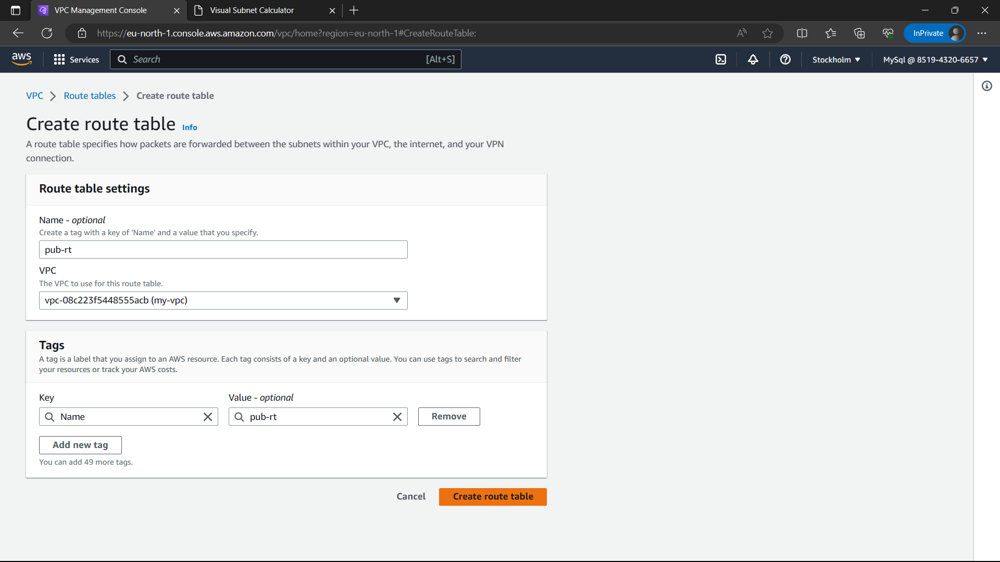 VPC Management Console
Visual Subnet Calculator
https://eu-north-1.console.aws.amazon.com/vpc/home?region=eu-north-1#CreateRouteTable:
InPrivate
aws
Services
Search
[Alt+S]
Stockholm
MySql @ 8519-4320-6657
VPC
Route tables
Create route table
Create route table Info
A route table specifies how packets are forwarded between the subnets within your VPC, the internet, and your VPN
connection.
Route table settings
Name - optional
Create a tag with a key of 'Name' and a value that you specify.
pub-rt
VPC
The VPC to use for this route table.
vpc-08c223f5448555acb (my-vpc)
Tags
A tag is a label that you assign to an AWS resource. Each tag consists of a key and an optional value. You can use tags to search and filter
your resources or track your AWS costs.
Key
Value - optional
Name
pub-rt
Remove
Add new tag
You can add 49 more tags.
Cancel
Create route table